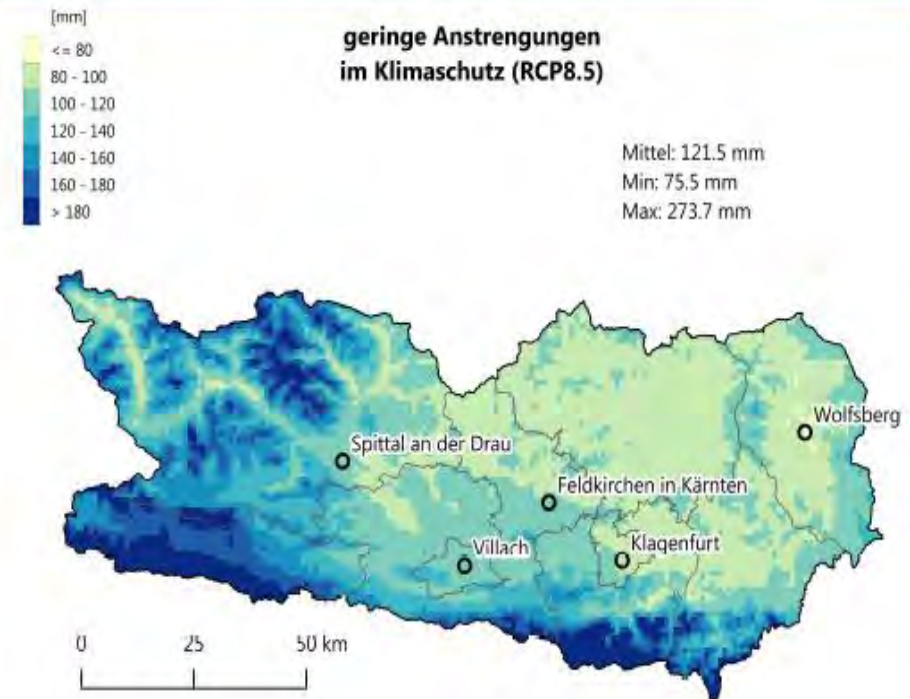 [mm]
<= 80
80 - 100
100 - 120
120 - 140
140 - 160
160 - 180
> 180
geringe Anstrengungen
im Klimaschutz (RCP8.5)
Mittel: 121.5 mm
Min: 75.5 mm
Max: 273.7 mm
Wolfsberg
Spittal an der Drau
Feldkirchen in Kärnten
Villach
Klagenfurt
0 25 50 km